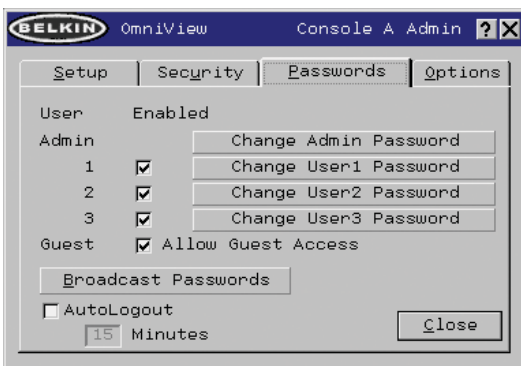 BELKIN OmniView Console A Admin ? X
Setup Security Passwords Options
User Enabled
Admin Change Admin Password
1 Change User1 Password
2 Change User2 Password
3 Change User3 Password
Guest Allow Guest Access
Broadcast Passwords
AutoLogout
15 Minutes
Close